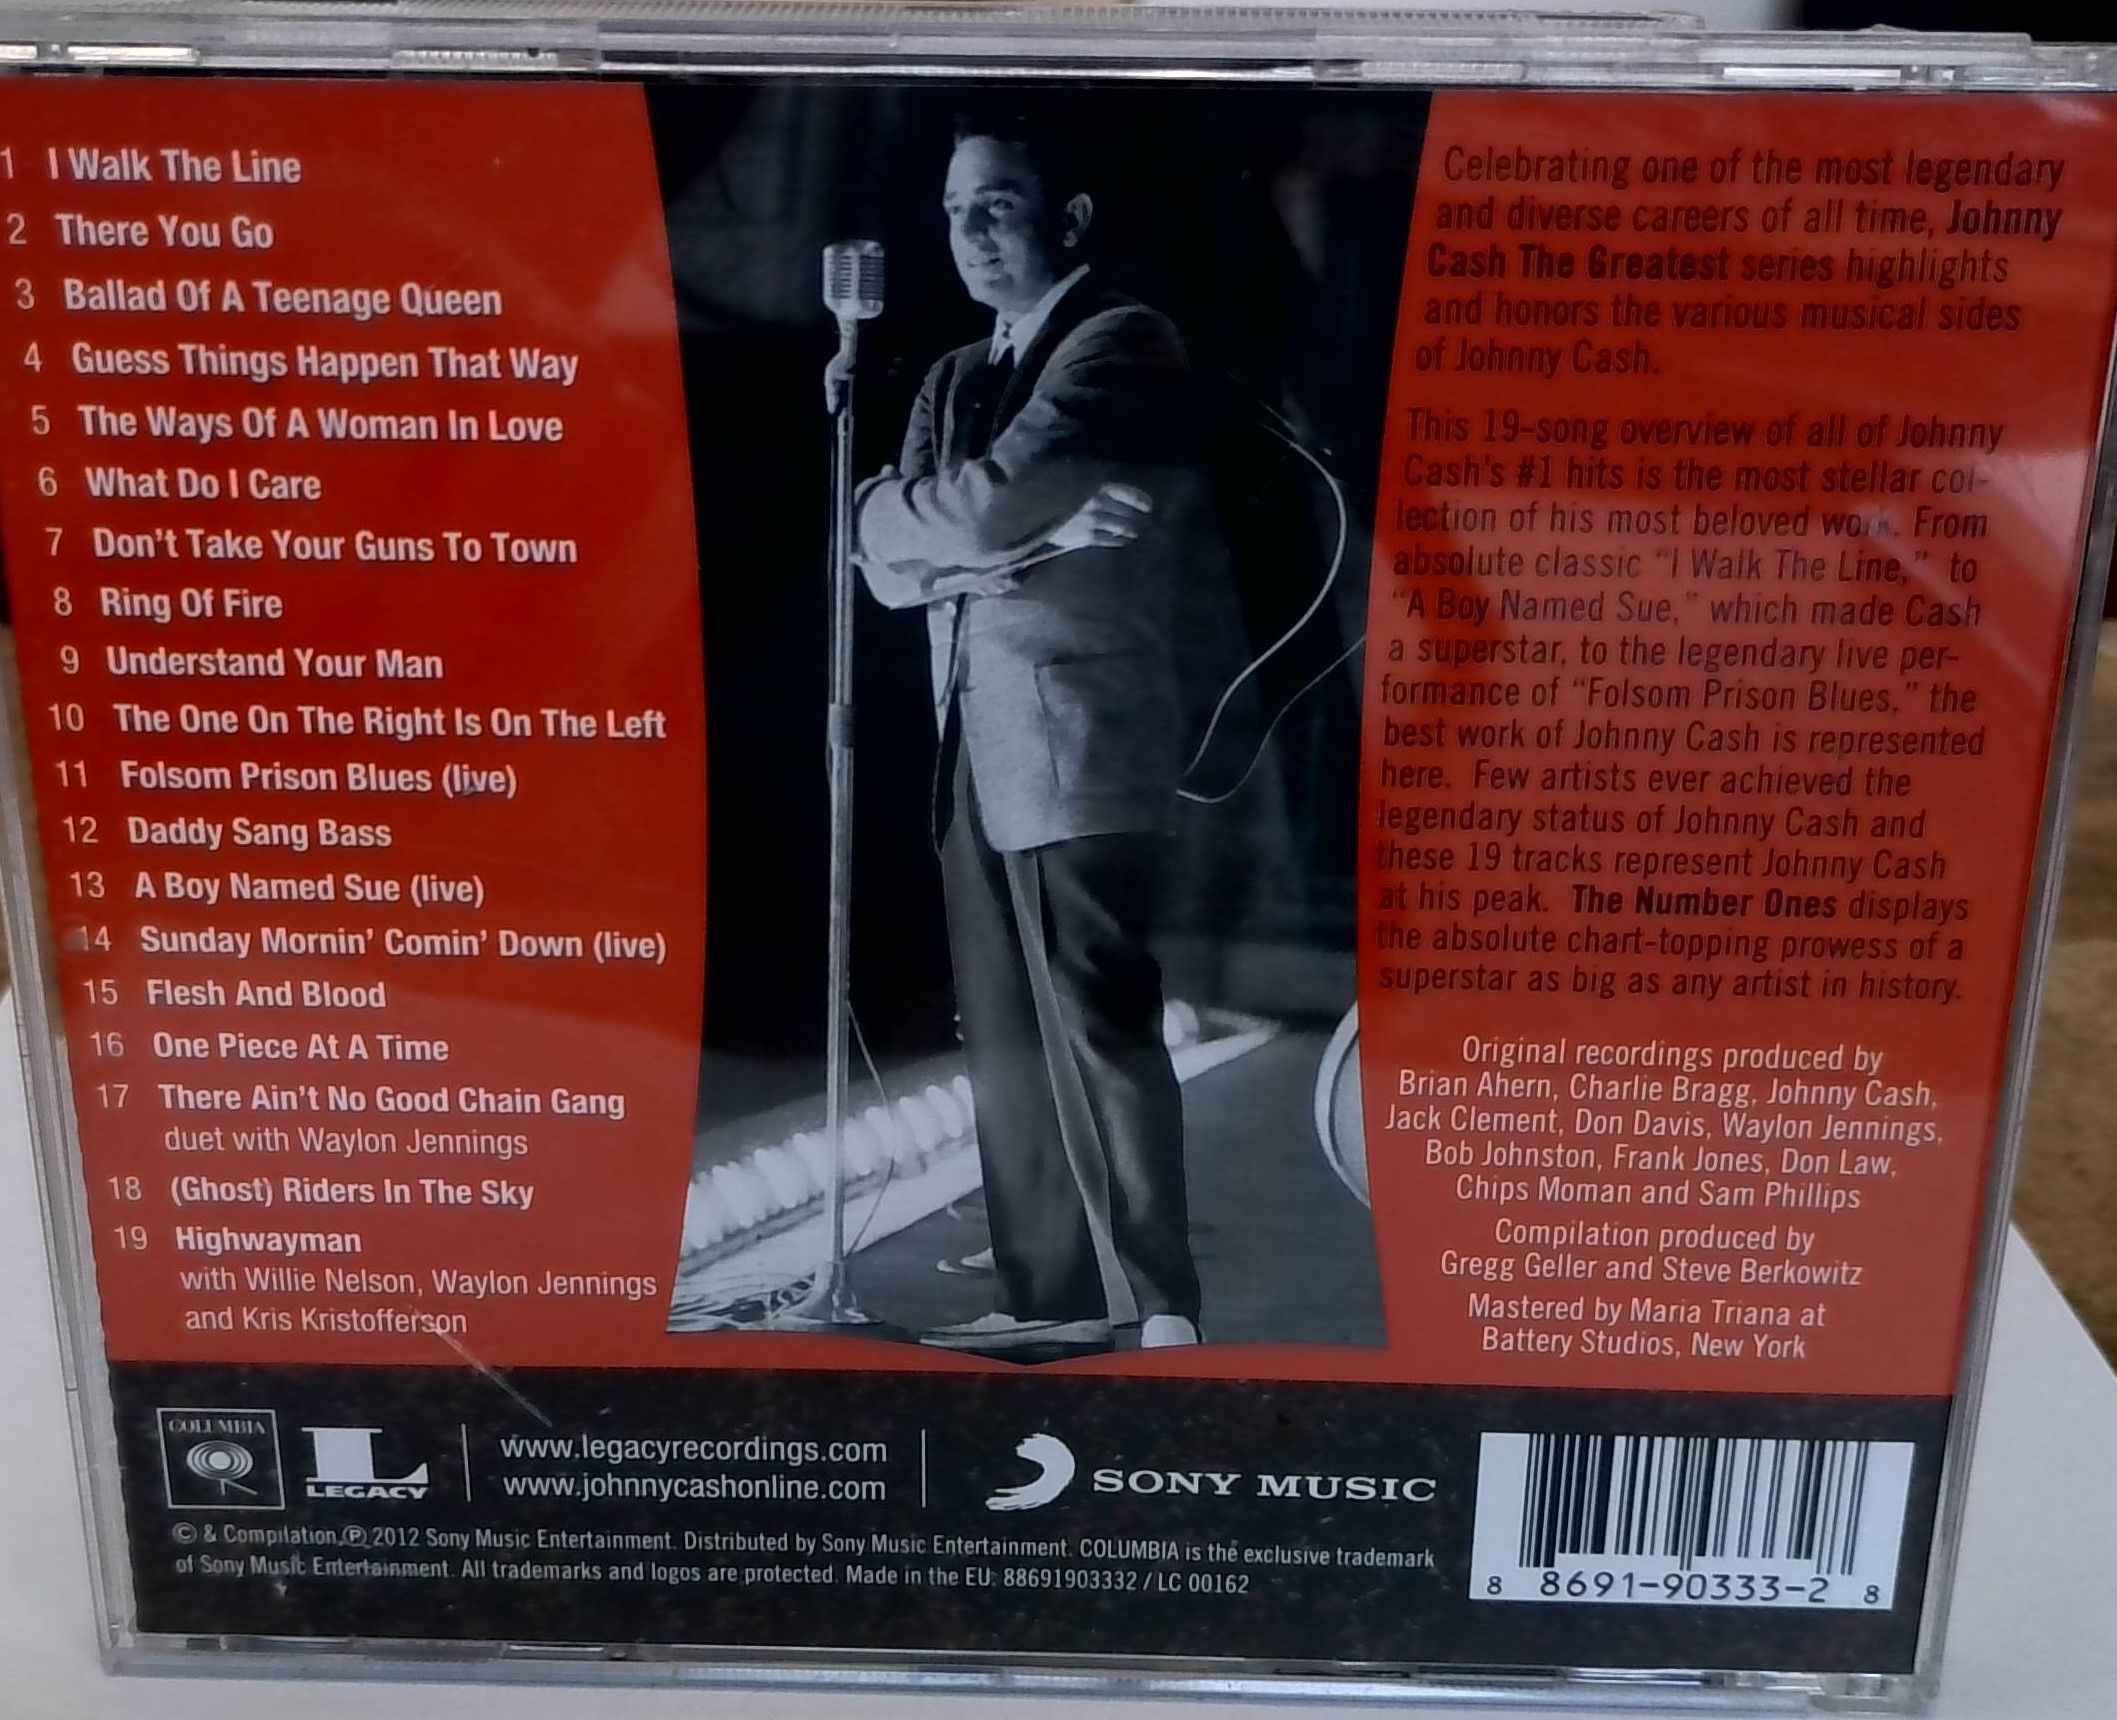 1 I Walk The Line
2 There You Go
3 Ballad Of A Teenage Queen
4 Guess Things Happen That Way
5 The Ways Of A Woman In Love
6 What Do I Care
7 Don't Take Your Guns To Town
8 Ring Of Fire
9 Understand Your Man
10 The One On The Right Is On The Left
11 Folsom Prison Blues (live)
12 Daddy Sang Bass
13 A Boy Named Sue (live)
14 Sunday Mornin' Comin' Down (live)
15 Flesh And Blood
16 One Piece At A Time
17 There Ain't No Good Chain Gang
duet with Waylon Jennings
18 (Ghost) Riders In The Sky
19 Highwayman
with Willie Nelson, Waylon Jennings
and Kris Kristofferson
Celebrating one of the most legendary
and diverse careers of all time, Johnny
Cash The Greatest series highlights
and honors the various musical sides
of Johnny Cash.
This 19-song overview of all of Johnny
Cash's #1 hits is the most stellar col-
lection of his most beloved work. From
absolute classic "I Walk The Line," to
"A Boy Named Sue," which made Cash
a superstar, to the legendary live per-
formance of "Folsom Prison Blues," the
best work of Johnny Cash is represented
here. Few artists ever achieved the
legendary status of Johnny Cash and
these 19 tracks represent Johnny Cash
at his peak. The Number Ones displays
the absolute chart-topping prowess of a
superstar as big as any artist in history.
Original recordings produced by
Brian Ahern, Charlie Bragg, Johnny Cash,
Jack Clement, Don Davis, Waylon Jennings,
Bob Johnston, Frank Jones, Don Law,
Chips Moman and Sam Phillips
Compilation produced by
Gregg Geller and Steve Berkowitz
Mastered by Maria Triana at
Battery Studios, New York
COLUMBIA
LEGACY
www.legacyrecordings.com
www.johnnycashonline.com
SONY MUSIC
© & Compilation ℗ 2012 Sony Music Entertainment. Distributed by Sony Music Entertainment. COLUMBIA is the exclusive trademark
of Sony Music Entertainment. All trademarks and logos are protected. Made in the EU. 88691903332 / LC 00162
8 8691-90333-2 8